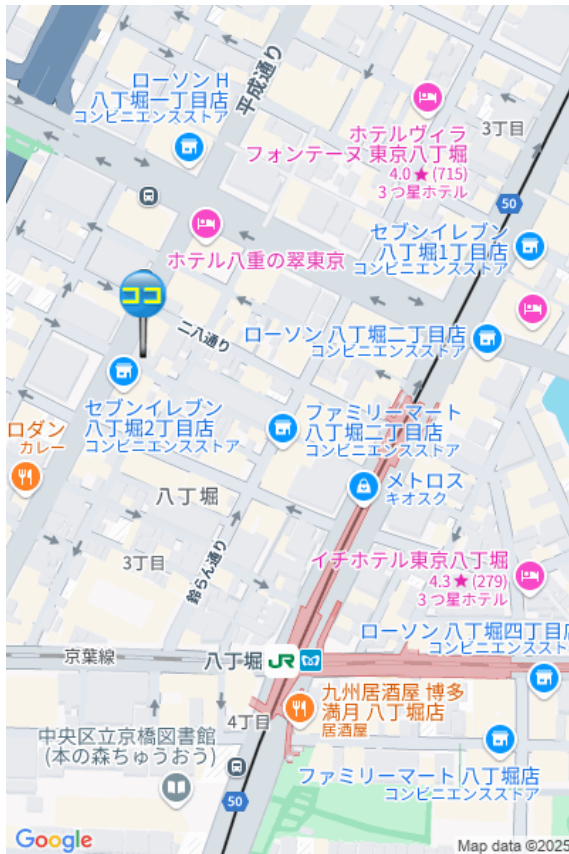 ローソン H
八丁堀一丁目店
コンビニエンスストア
平成通り
ホテルヴィラ
フォンテーヌ 東京八丁堀
4.0 ★ (715)
3 つ星ホテル
3丁目
50
セブンイレブン
八丁堀1丁目店
コンビニエンスストア
ホテル八重の翠東京
ココ
二八通り
ローソン 八丁堀二丁目店
コンビニエンスストア
セブンイレブン
八丁堀2丁目店
コンビニエンスストア
ファミリーマート
八丁堀二丁目店
コンビニエンスストア
ロダン
カレー
メトロス
キオスク
八丁堀
3丁目
鈴らん通り
イチホテル東京八丁堀
4.3 ★ (279)
3 つ星ホテル
ローソン 八丁堀四丁目店
コンビニエンスス
京葉線
八丁堀 JR
九州居酒屋 博多
満月 八丁堀店
居酒屋
4丁目
中央区立京橋図書館
(本の森ちゅうおう)
ファミリーマート 八丁堀店
コンビニエンスストア
50
Google
Map data ©2025